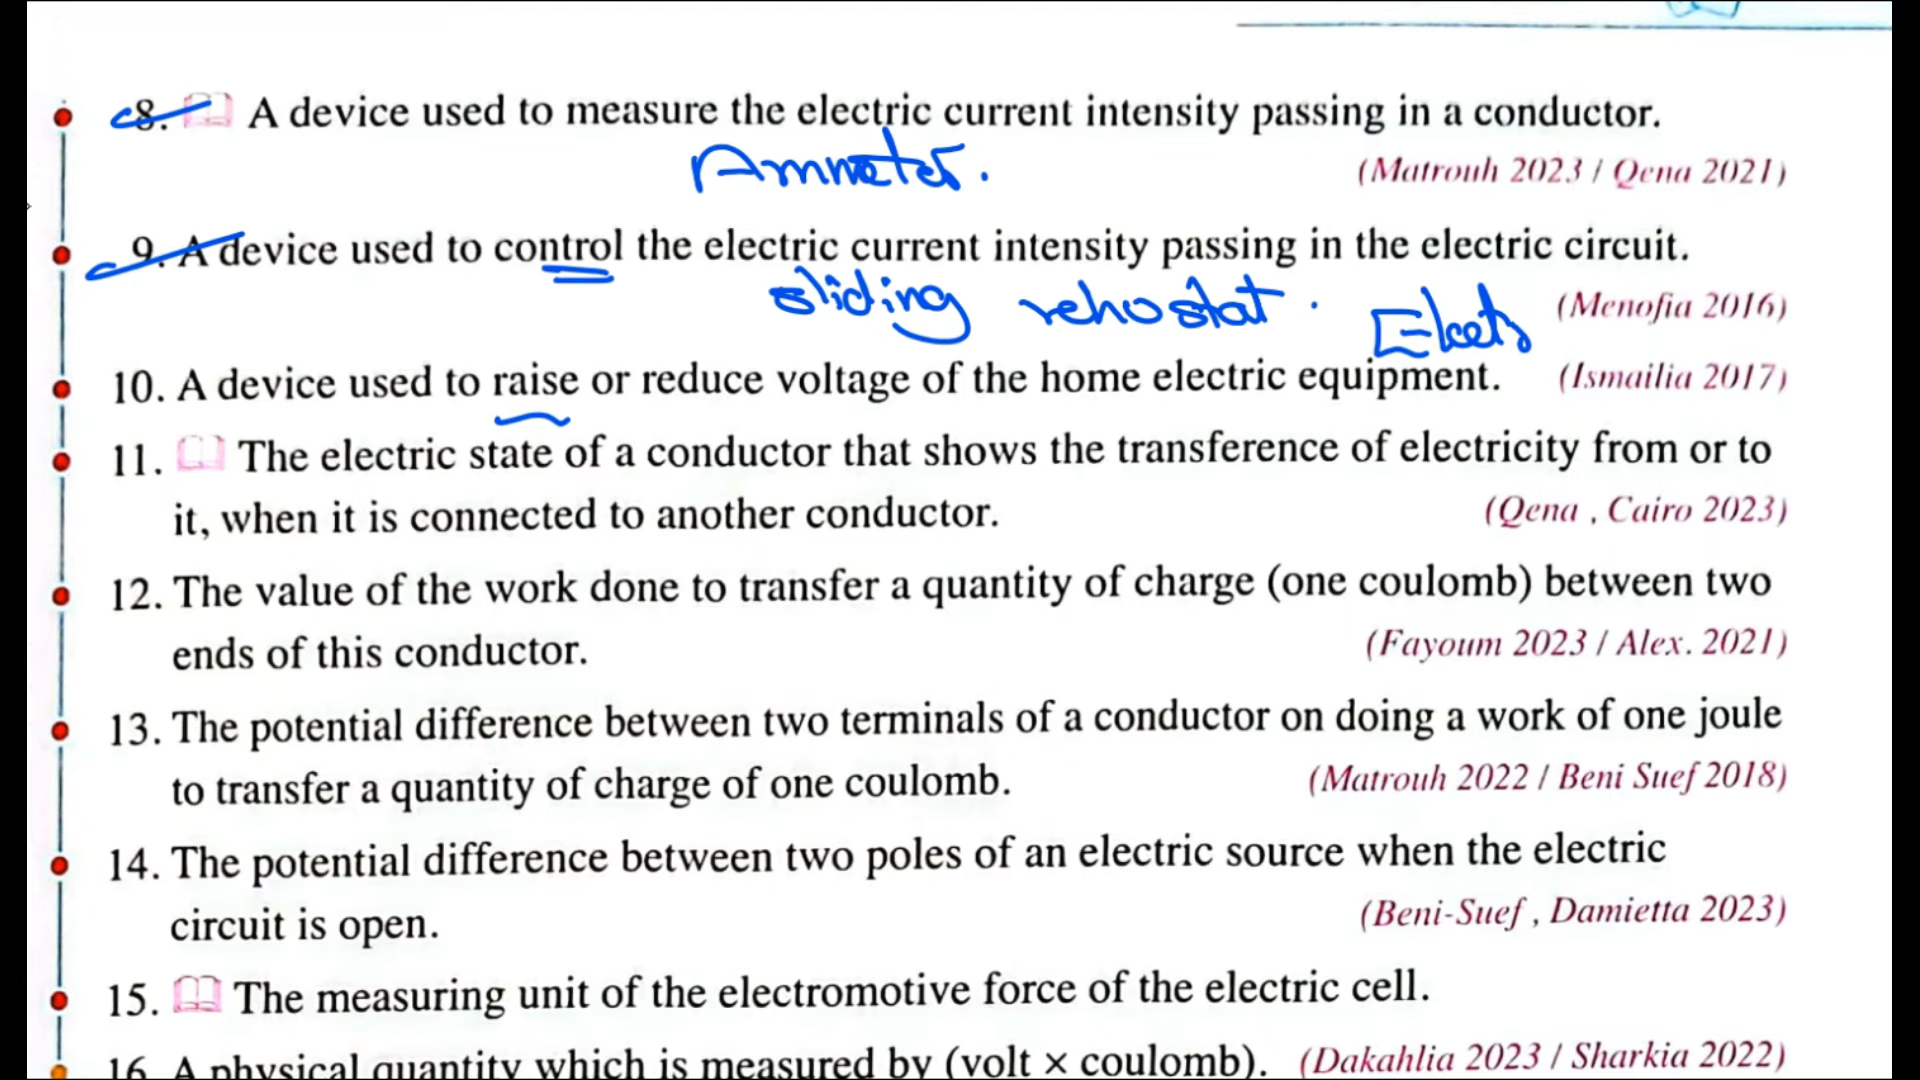 8. A device used to measure the electric current intensity passing in a conductor.
Ammeter.
(Matrouh 2023 / Qena 2021)
9. A device used to control the electric current intensity passing in the electric circuit.
sliding rehostat.
(Menofia 2016)
10. A device used to raise or reduce voltage of the home electric equipment. (Ismailia 2017)
11. The electric state of a conductor that shows the transference of electricity from or to
it, when it is connected to another conductor. (Qena , Cairo 2023)
12. The value of the work done to transfer a quantity of charge (one coulomb) between two
ends of this conductor. (Fayoum 2023 / Alex. 2021)
13. The potential difference between two terminals of a conductor on doing a work of one joule
to transfer a quantity of charge of one coulomb. (Matrouh 2022 / Beni Suef 2018)
14. The potential difference between two poles of an electric source when the electric
circuit is open. (Beni-Suef , Damietta 2023)
15. The measuring unit of the electromotive force of the electric cell.
16. A physical quantity which is measured by (volt × coulomb). (Dakahlia 2023 / Sharkia 2022)